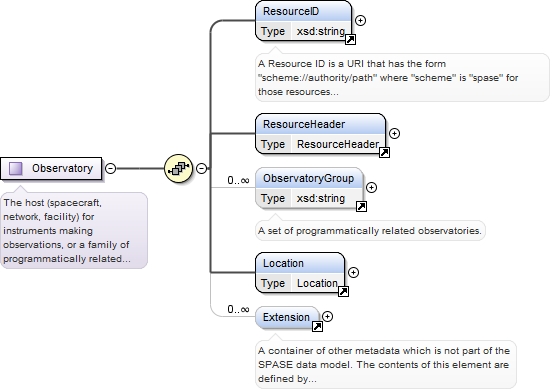 ResourceID
Type xsd:string
A Resource ID is a URI that has the form
"scheme://authority/path" where "scheme" is "spase" for
those resources...
ResourceHeader
Type ResourceHeader
Observatory
The host (spacecraft,
network, facility) for
instruments making
observations, or a family of
programmatically related...
0..∞
ObservatoryGroup
Type xsd:string
A set of programmatically related observatories.
Location
Type Location
0..∞
Extension
A container of other metadata which is not part of the
SPASE data model. The contents of this element are
defined by...